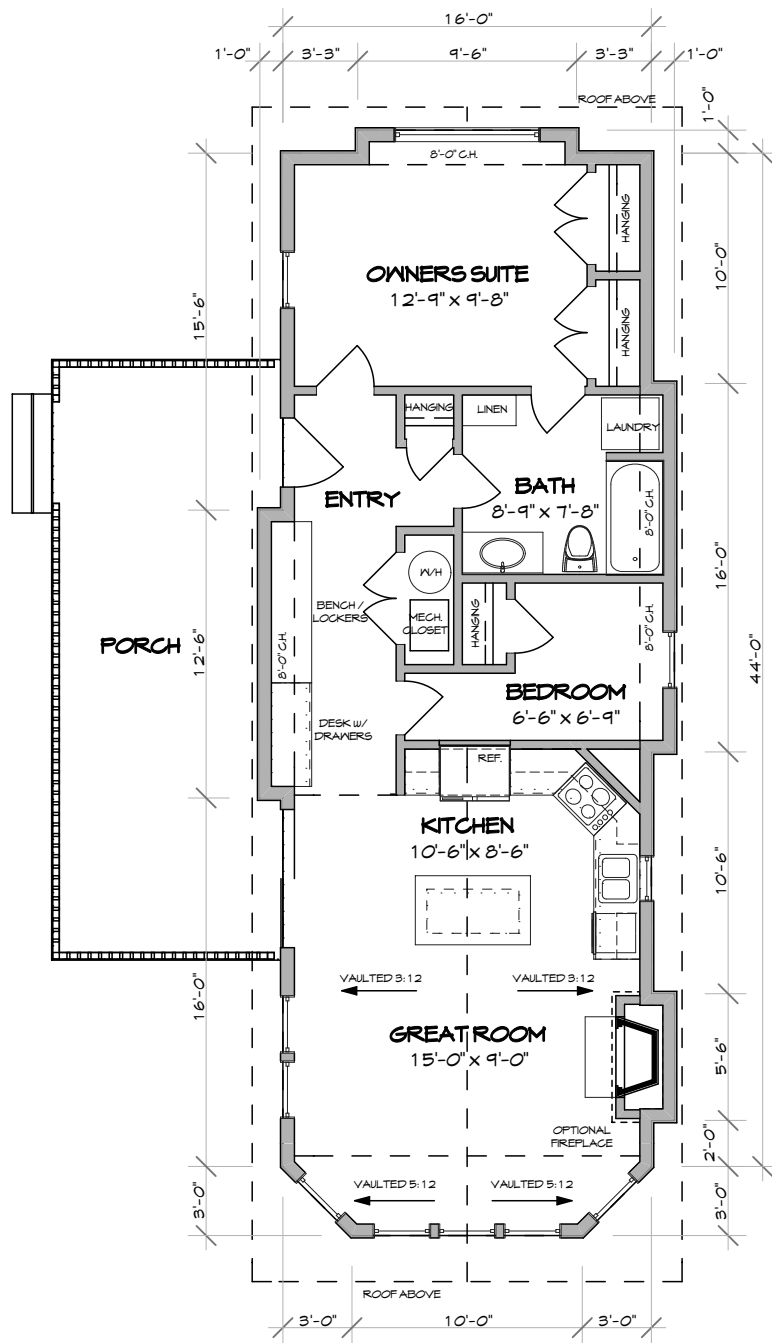 16'-0"
1'-0" 3'-3" 9'-6" 3'-3" 1'-0"
ROOF ABOVE
1'-0"
8'-0" C.H.
HANGING
OWNERS SUITE
12'-9" x 9'-8"
10'-0"
15'-6"
HANGING
HANGING
LINEN
LAUNDRY
ENTRY
BATH
8'-9" x 7'-8"
8'-0" C.H.
W/H
16'-0"
BENCH /
LOCKERS
MECH.
CLOSET
HANGING
8'-0" C.H.
PORCH
12'-6"
8'-0" C.H.
44'-0"
BEDROOM
6'-6" x 6'-9"
DESK W/
DRAWERS
REF.
KITCHEN
10'-6" x 8'-6"
10'-6"
VAULTED 3:12
VAULTED 3:12
16'-0"
GREAT ROOM
15'-0" x 9'-0"
5'-6"
OPTIONAL
FIREPLACE
2'-0"
VAULTED 5:12
VAULTED 5:12
3'-0"
3'-0"
ROOF ABOVE
3'-0" 10'-0" 3'-0"